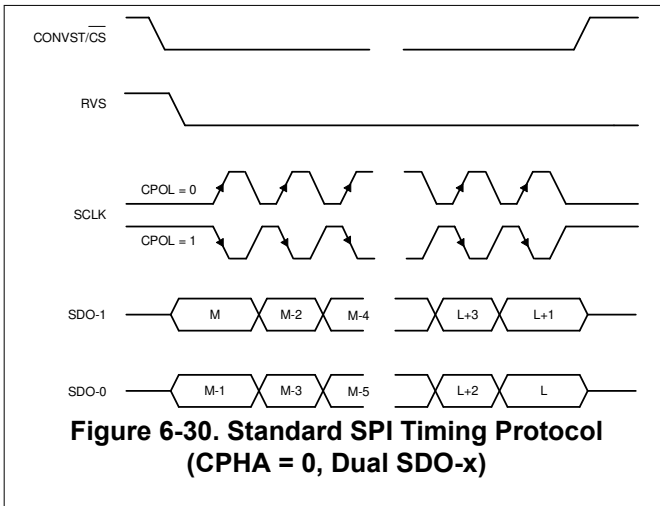 CONVST/CS
RVS
CPOL = 0
SCLK
CPOL = 1
SDO-1 M M-2 M-4 L+3 L+1
SDO-0 M-1 M-3 M-5 L+2 L
Figure 6-30. Standard SPI Timing Protocol
(CPHA = 0, Dual SDO-x)